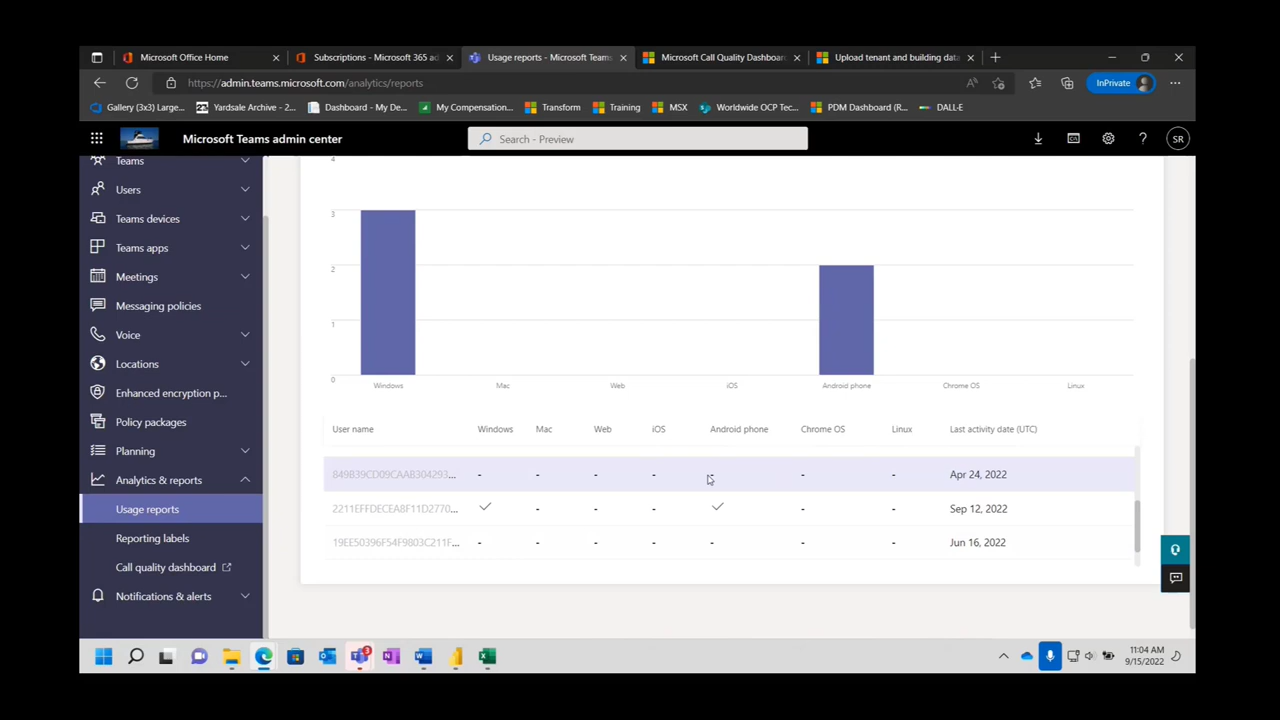 Microsoft Office Home
Subscriptions - Microsoft 365 ad
Usage reports - Microsoft Teams
Microsoft Call Quality Dashboard
Upload tenant and building data
https://admin.teams.microsoft.com/analytics/reports
InPrivate
Gallery (3x3) Large...
Yardsale Archive - 2...
Dashboard - My De...
My Compensation...
Transform
Training
MSX
Worldwide OCP Tec...
PDM Dashboard (R...
DALL-E
Microsoft Teams admin center
Search - Preview
SR
Teams
Users
Teams devices
Teams apps
Meetings
Messaging policies
Voice
Locations
Enhanced encryption p...
Policy packages
Planning
Analytics & reports
Usage reports
Reporting labels
Call quality dashboard
Notifications & alerts
4
3
2
1
0
Windows Mac Web iOS Android phone Chrome OS Linux
User name Windows Mac Web iOS Android phone Chrome OS Linux Last activity date (UTC)
849B39CD09CAAB304293... - - - - - - - Apr 24, 2022
2211EFFDECEA8F11D2770... - - - - - Sep 12, 2022
19EE50396F54F9803C211F... - - - - - - - Jun 16, 2022
3
11:04 AM
9/15/2022